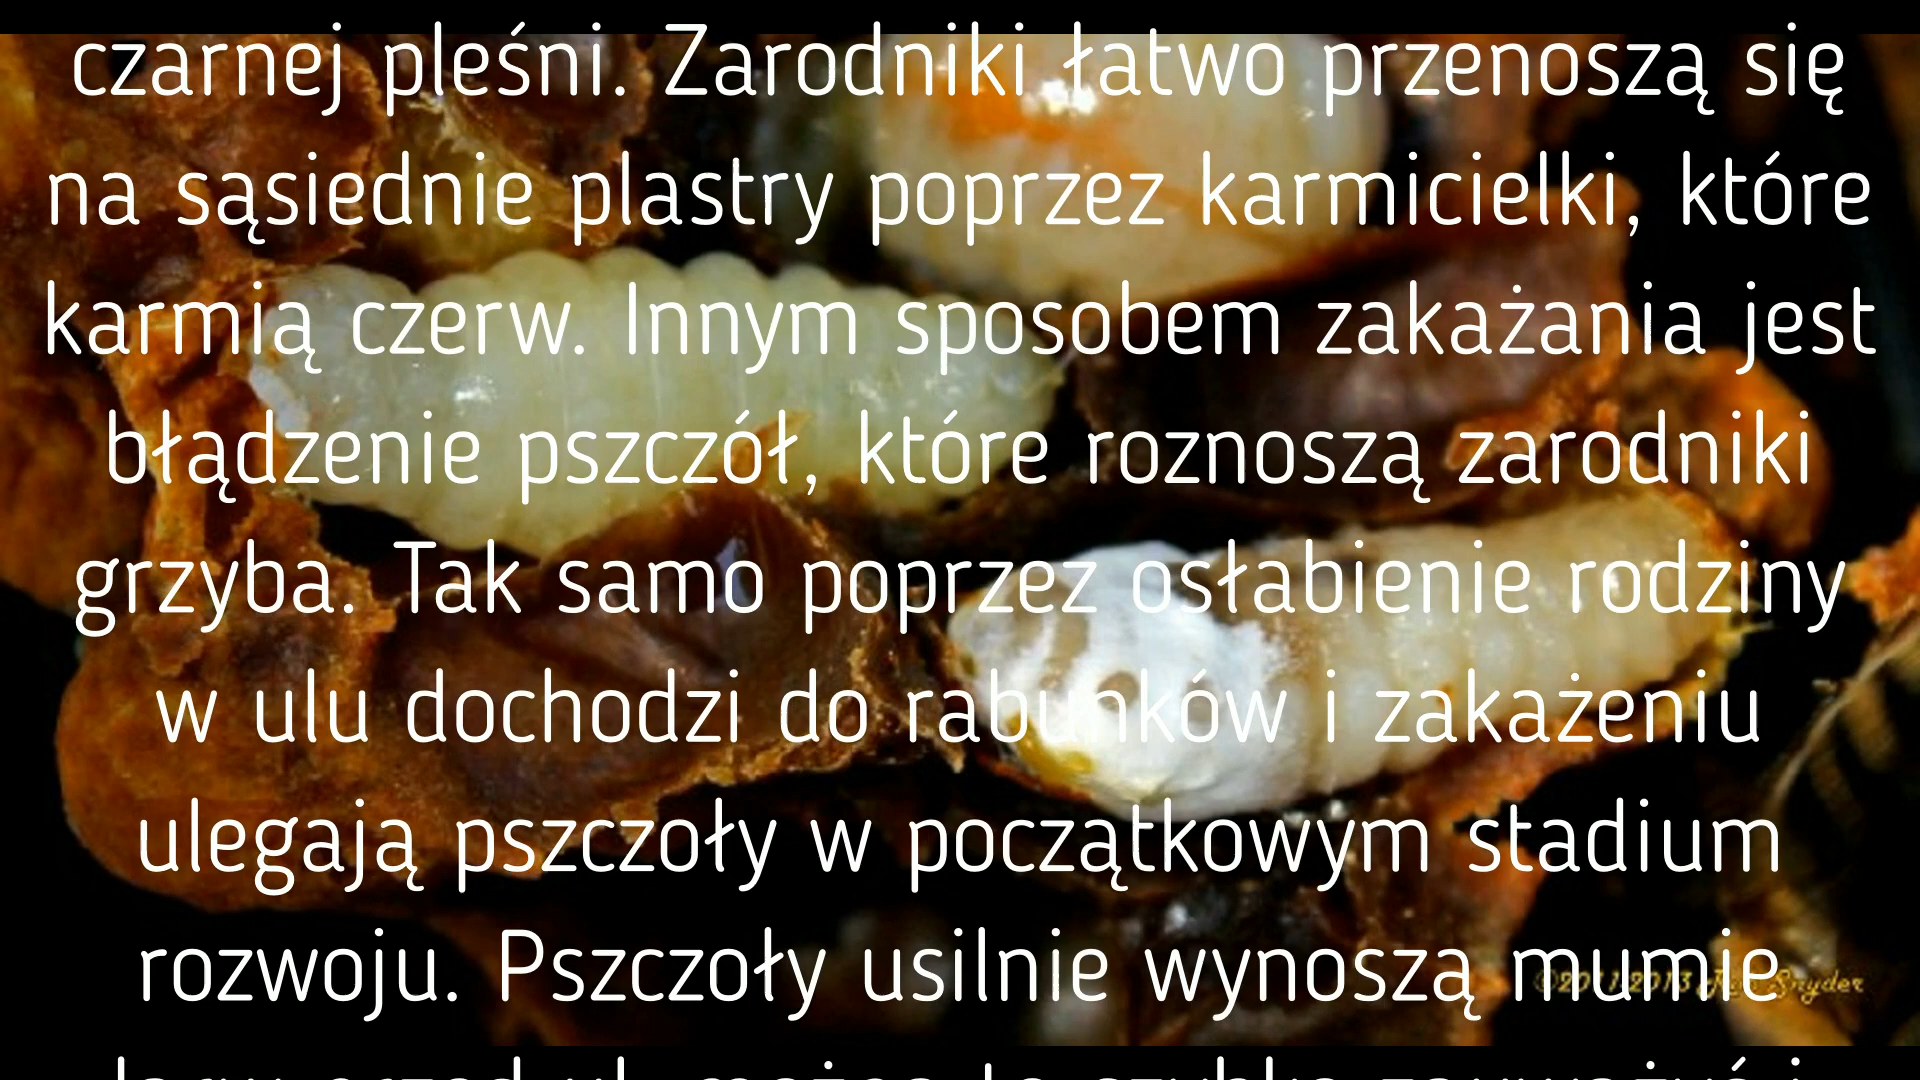 czarnej pleśni. Zarodniki łatwo przenoszą się
na sąsiednie plastry poprzez karmicielki, które
karmią czerw. Innym sposobem zakażania jest
błądzenie pszczół, które roznoszą zarodniki
grzyba. Tak samo poprzez osłabienie rodziny
w ulu dochodzi do rabunków i zakażeniu
ulegają pszczoły w początkowym stadium
rozwoju. Pszczoły usilnie wynoszą mumie
Snyder